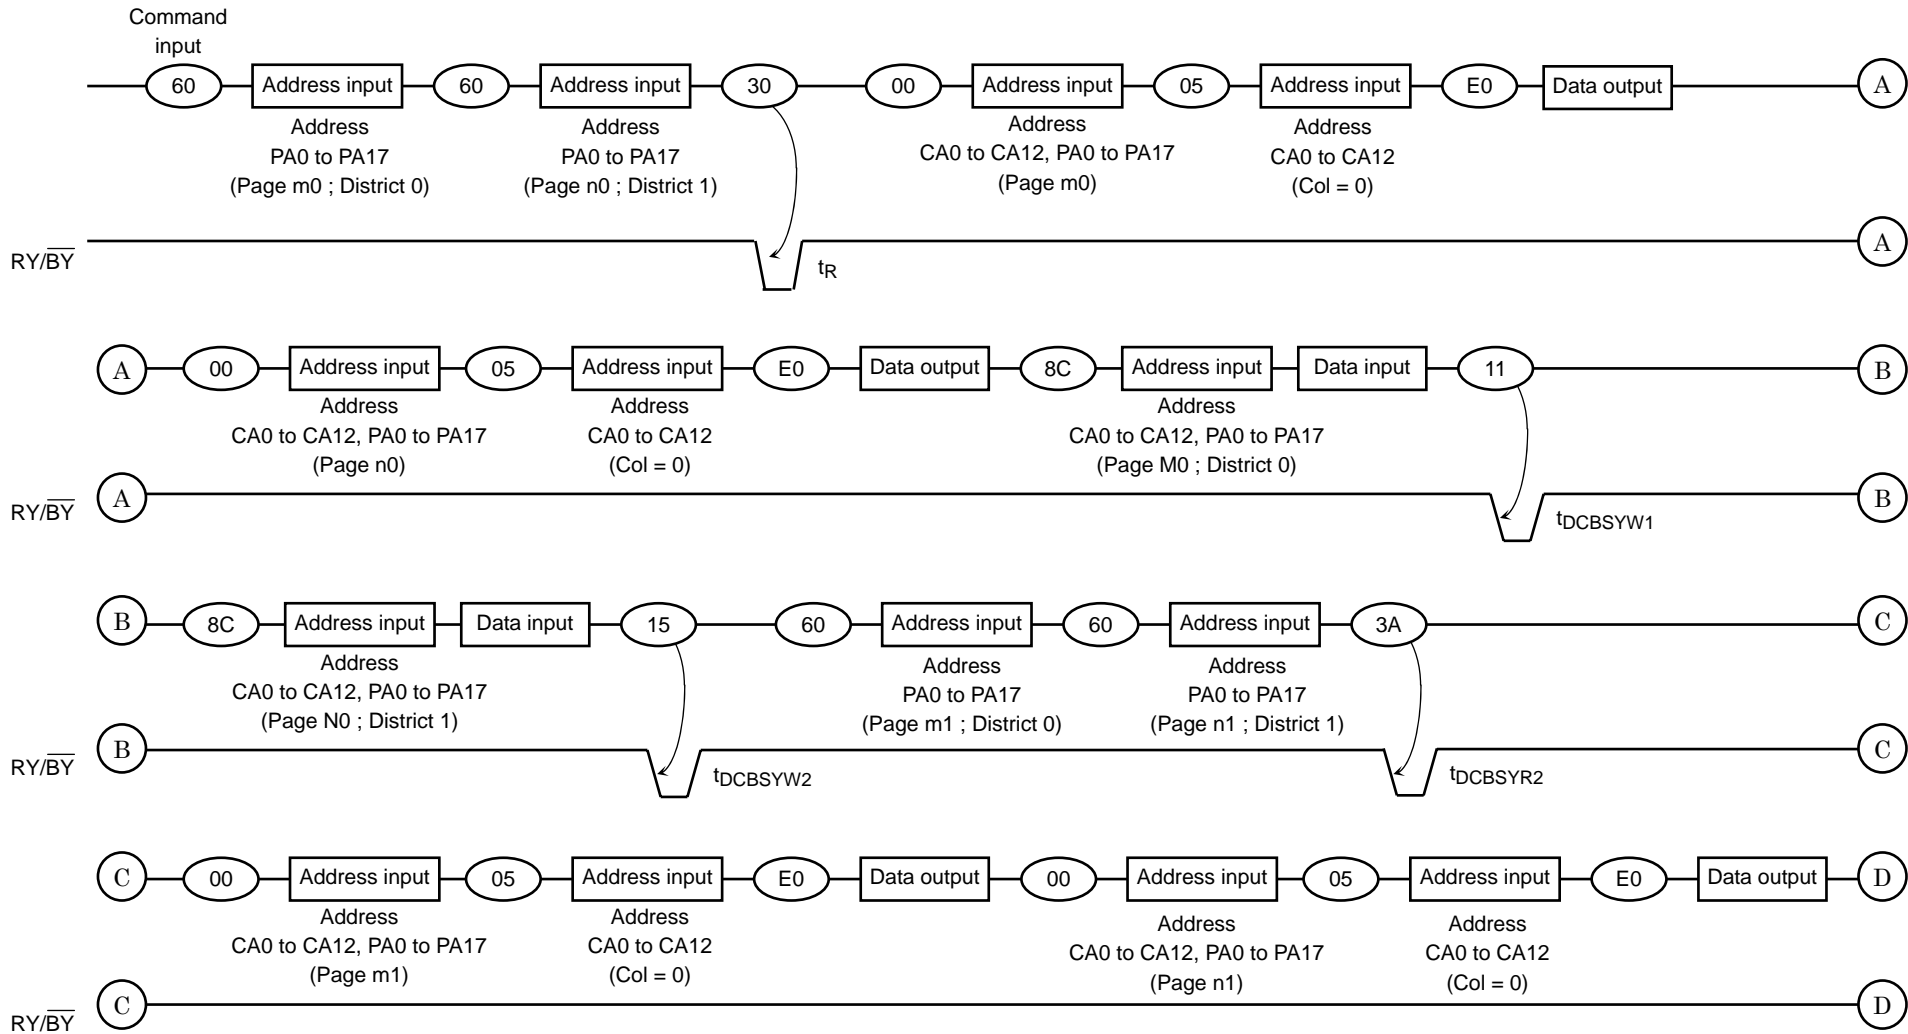 Command
input
60 Address input 60 Address input 30 00 Address input 05 Address input E0 Data output A
Address
PA0 to PA17
(Page m0 ; District 0)
Address
PA0 to PA17
(Page n0 ; District 1)
Address
CA0 to CA12, PA0 to PA17
(Page m0)
Address
CA0 to CA12
(Col = 0)
RY/BY A
tR
A 00 Address input 05 Address input E0 Data output 8C Address input Data input 11 B
Address
CA0 to CA12, PA0 to PA17
(Page n0)
Address
CA0 to CA12
(Col = 0)
Address
CA0 to CA12, PA0 to PA17
(Page M0 ; District 0)
RY/BY A B
tDCBSYW1
B 8C Address input Data input 15 60 Address input 60 Address input 3A C
Address
CA0 to CA12, PA0 to PA17
(Page N0 ; District 1)
Address
PA0 to PA17
(Page m1 ; District 0)
Address
PA0 to PA17
(Page n1 ; District 1)
RY/BY B C
tDCBSYW2
tDCBSYR2
C 00 Address input 05 Address input E0 Data output 00 Address input 05 Address input E0 Data output D
Address
CA0 to CA12, PA0 to PA17
(Page m1)
Address
CA0 to CA12
(Col = 0)
Address
CA0 to CA12, PA0 to PA17
(Page n1)
Address
CA0 to CA12
(Col = 0)
RY/BY C D